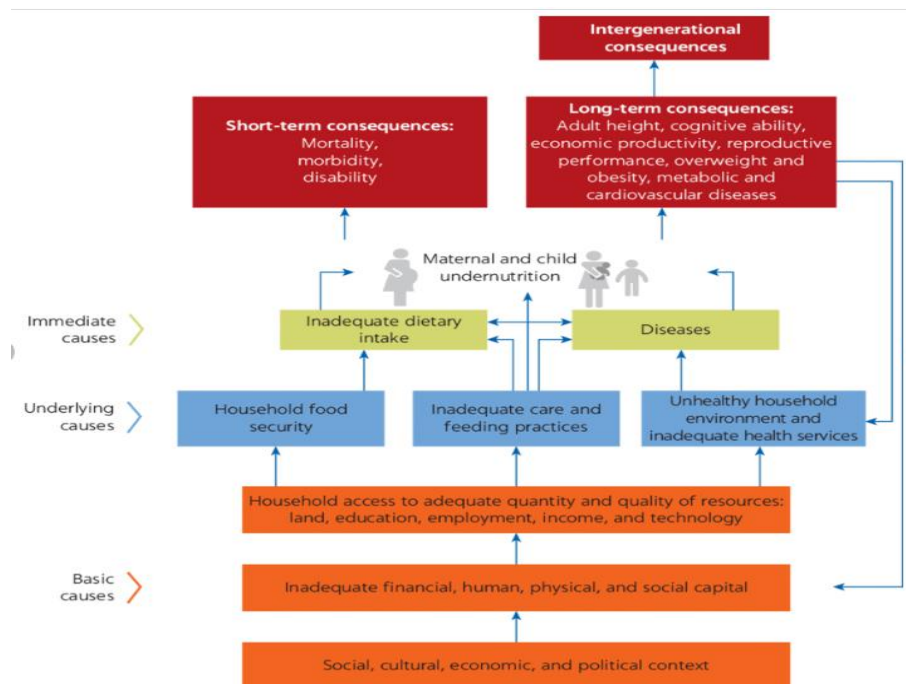 Intergenerational
consequences
Short-term consequences:
Mortality,
morbidity,
disability
Long-term consequences:
Adult height, cognitive ability,
economic productivity, reproductive
performance, overweight and
obesity, metabolic and
cardiovascular diseases
Maternal and child
undernutrition
Immediate
causes
Inadequate dietary
intake
Diseases
Underlying
causes
Household food
security
Inadequate care and
feeding practices
Unhealthy household
environment and
inadequate health services
Household access to adequate quantity and quality of resources:
land, education, employment, income, and technology
Basic
causes
Inadequate financial, human, physical, and social capital
Social, cultural, economic, and political context